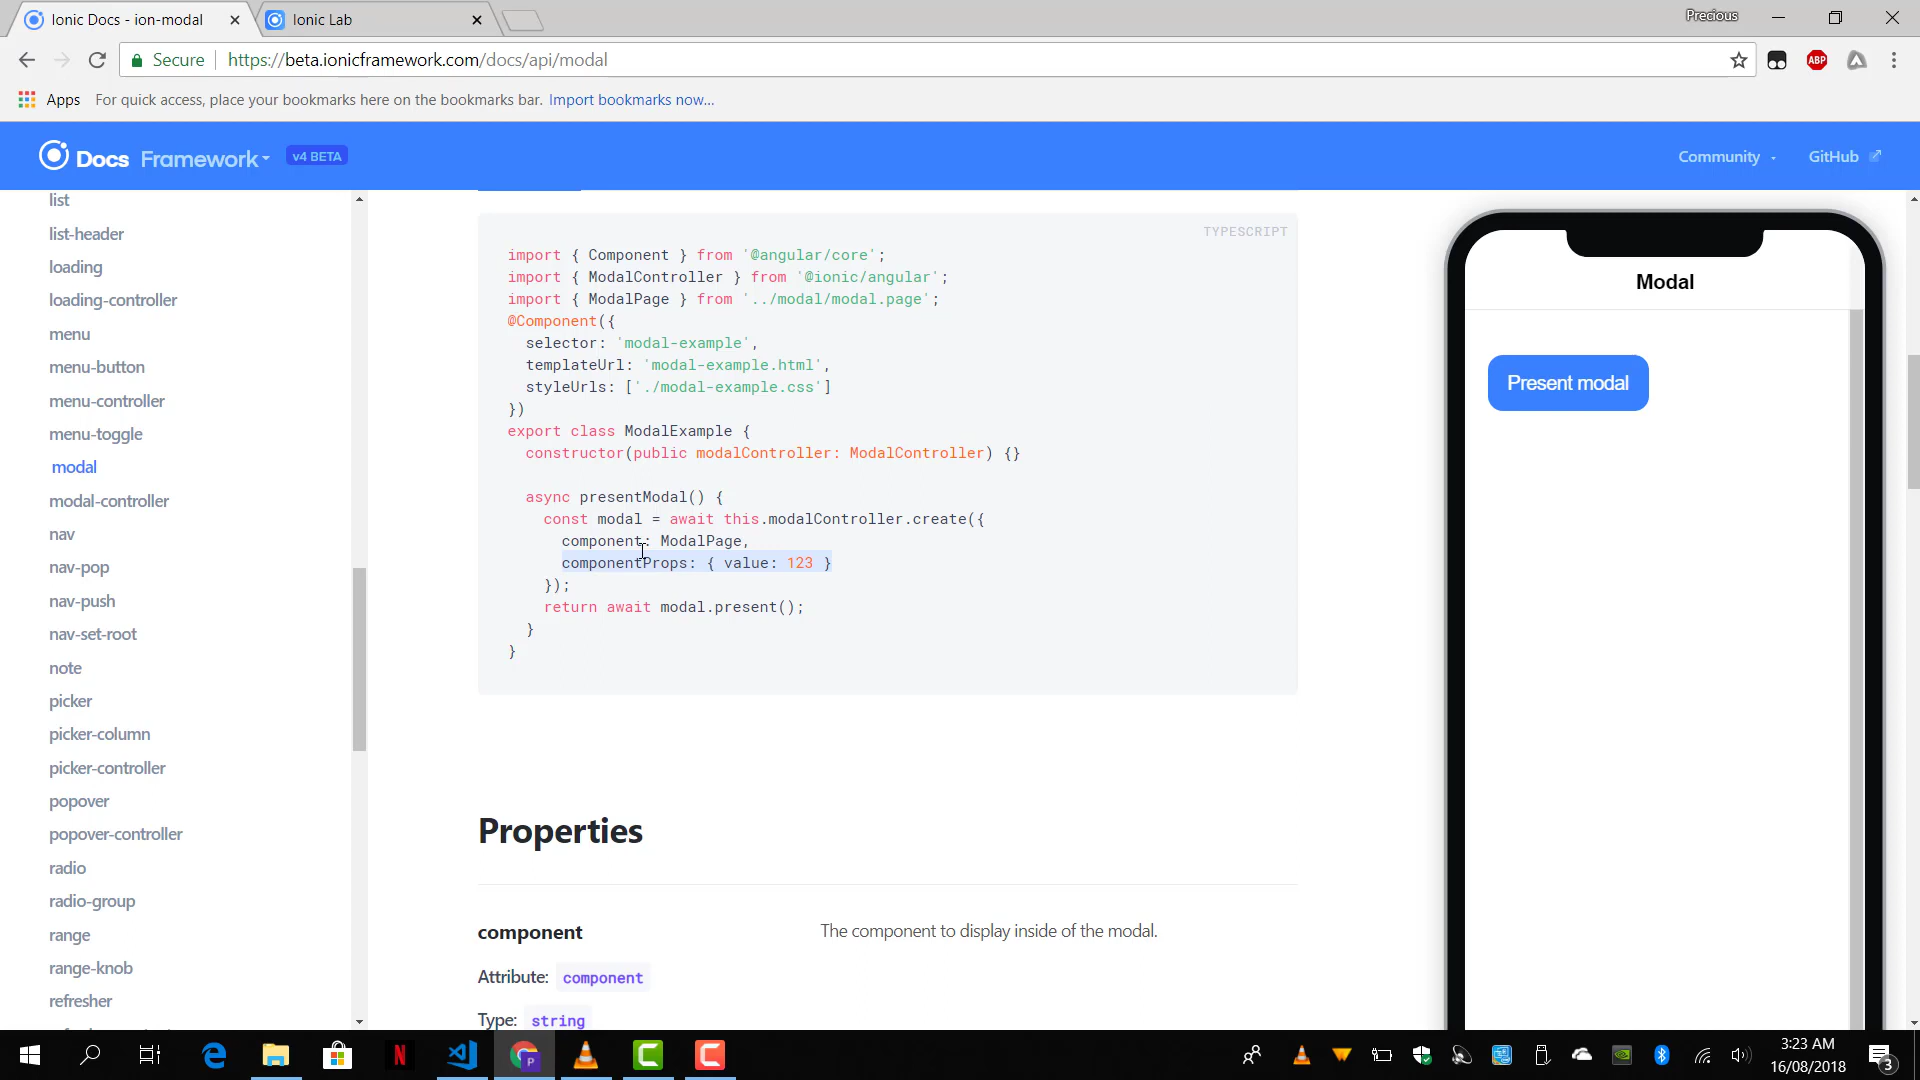 Ionic Docs - ion-modal
Ionic Lab
Precious
Secure
https://beta.ionicframework.com/docs/api/modal
ABP
Apps
For quick access, place your bookmarks here on the bookmarks bar. Import bookmarks now...
Docs Framework v4 BETA
Community
GitHub
list
list-header
loading
loading-controller
menu
menu-button
menu-controller
menu-toggle
modal
modal-controller
nav
nav-pop
nav-push
nav-set-root
note
picker
picker-column
picker-controller
popover
popover-controller
radio
radio-group
range
range-knob
refresher
TYPESCRIPT
import { Component } from '@angular/core';
import { ModalController } from '@ionic/angular';
import { ModalPage } from '../modal/modal.page';
@Component({
selector: 'modal-example',
templateUrl: 'modal-example.html',
styleUrls: ['./modal-example.css']
})
export class ModalExample {
constructor(public modalController: ModalController) {}
async presentModal() {
const modal = await this.modalController.create({
component: ModalPage,
componentProps: { value: 123 }
});
return await modal.present();
}
}
Properties
component
The component to display inside of the modal.
Attribute: component
Type: string
Modal
Present modal
3:23 AM
16/08/2018
3